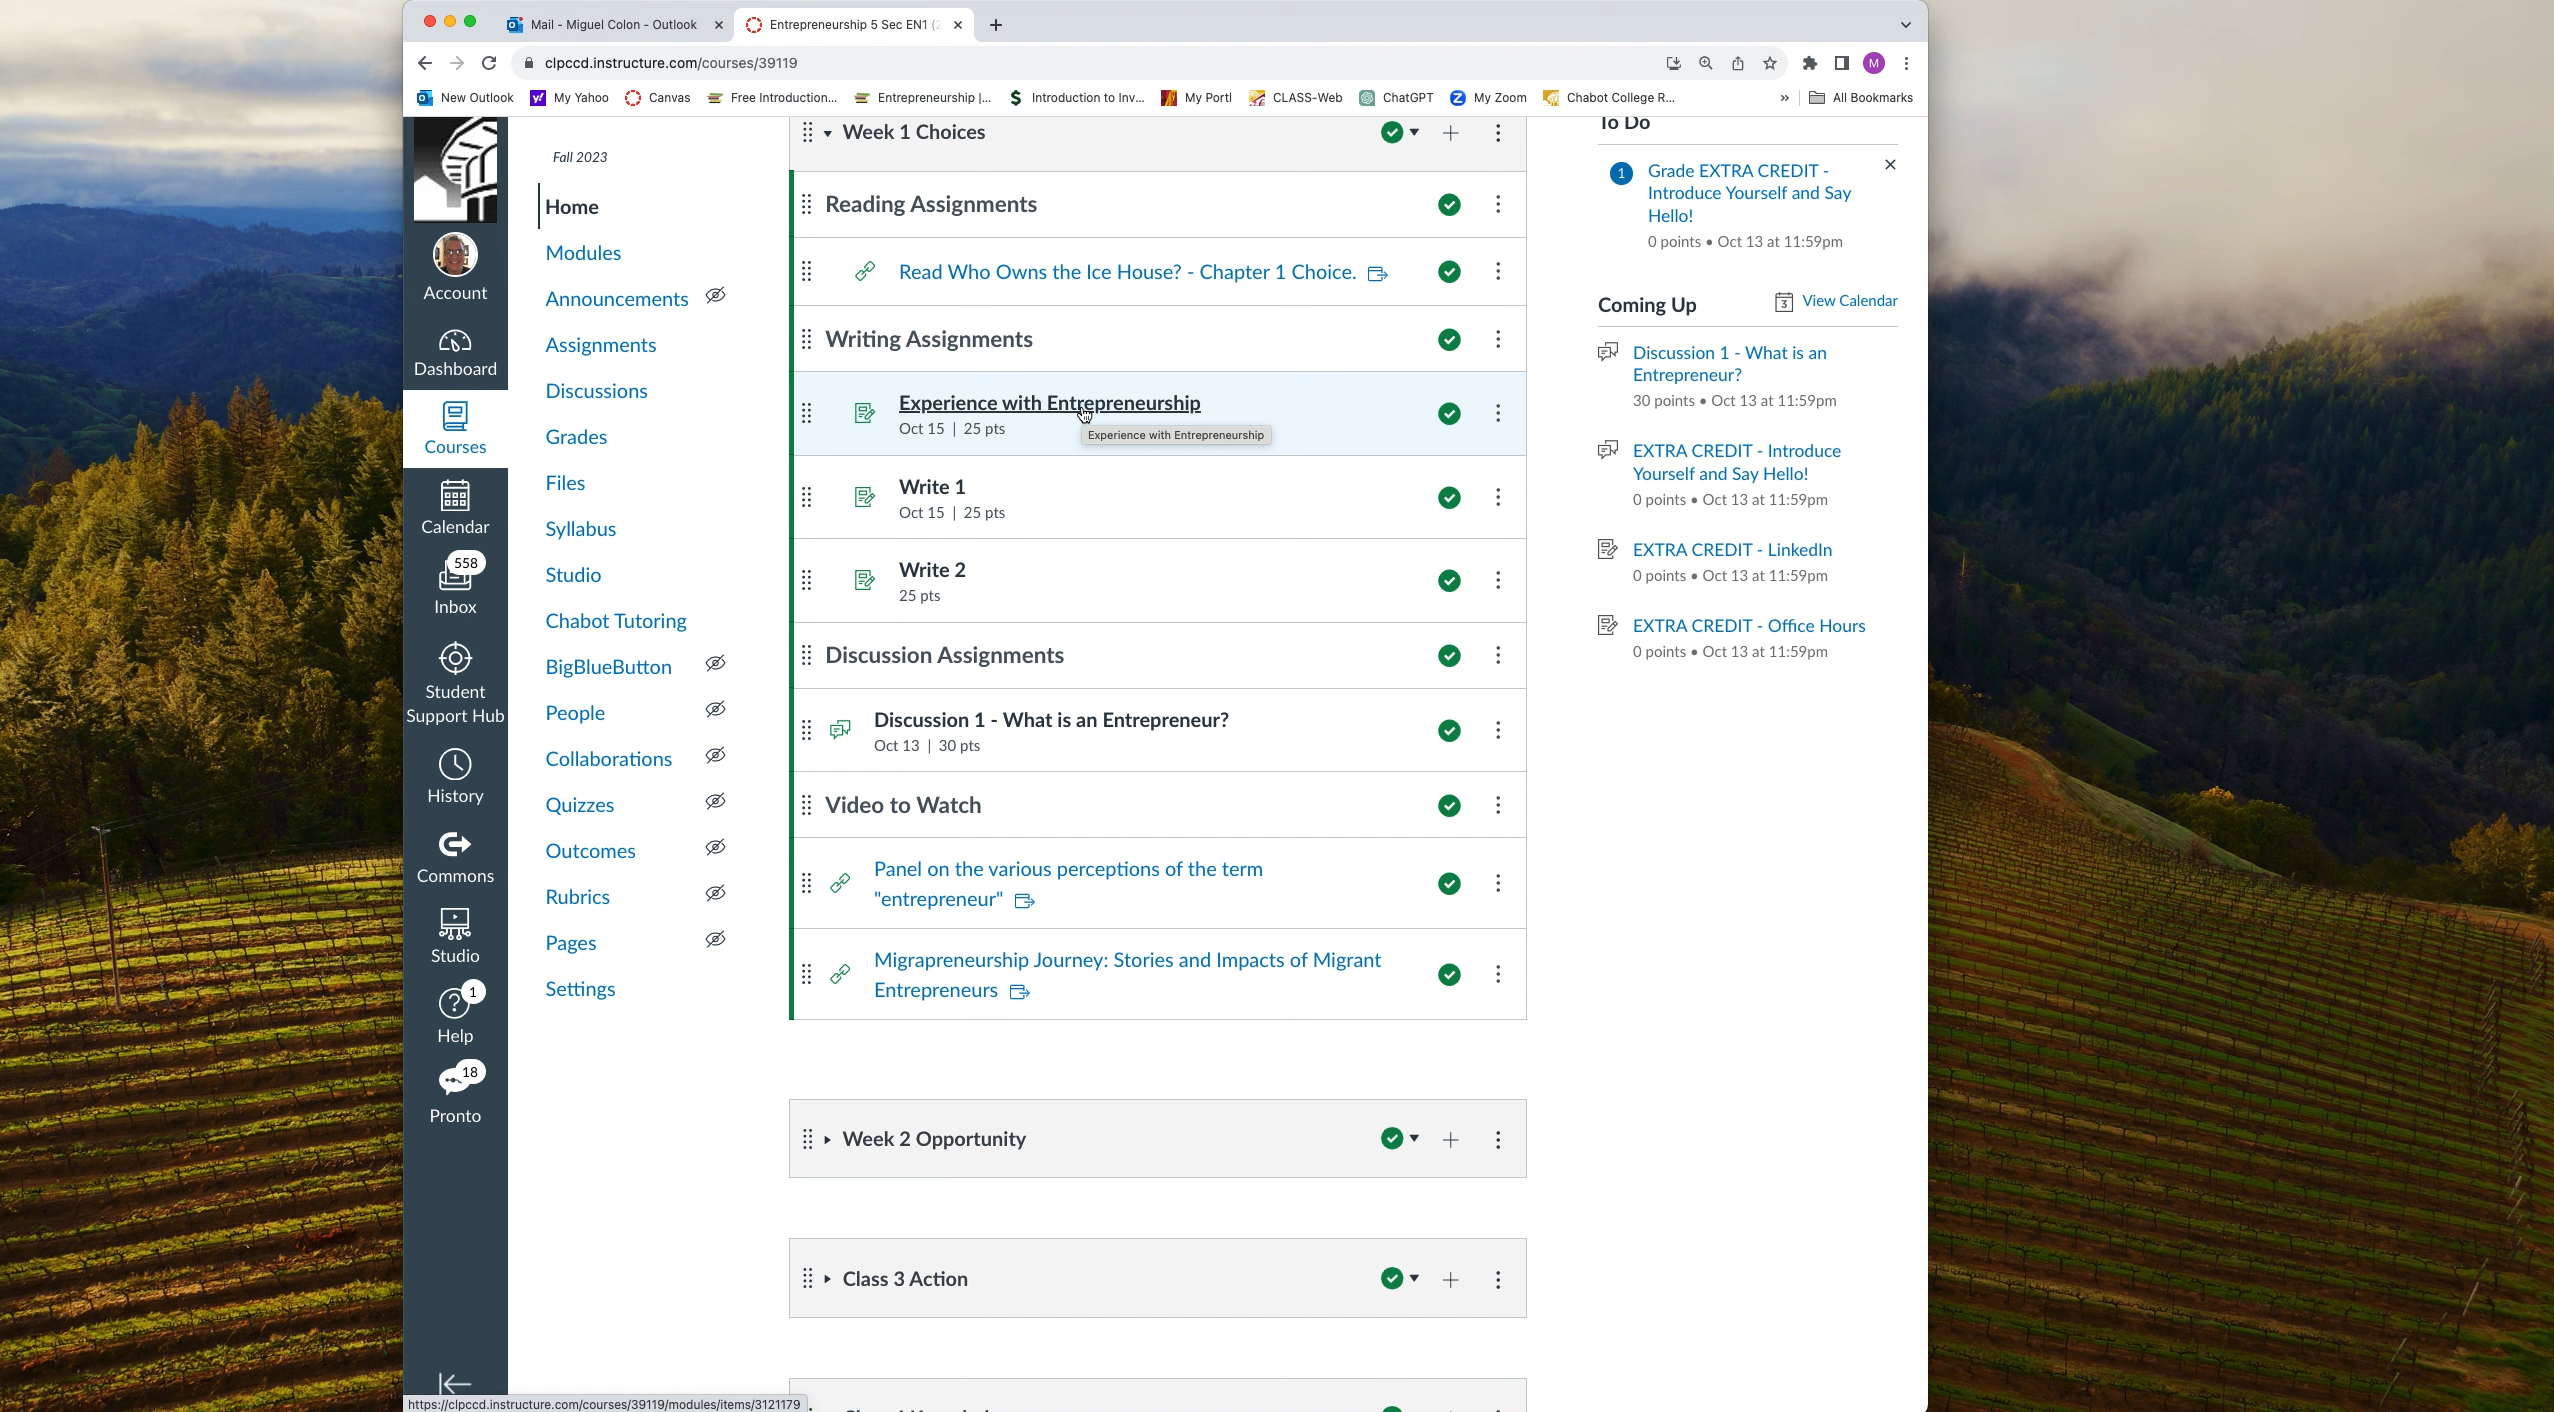 Mail - Miguel Colon - Outlook
Entrepreneurship 5 Sec EN1 (2
clpccd.instructure.com/courses/39119
M
New Outlook
My Yahoo
Canvas
Free Introduction...
Entrepreneurship |...
Introduction to Inv...
My Portl
CLASS-Web
ChatGPT
My Zoom
Chabot College R...
»
All Bookmarks
Account
Dashboard
Courses
Calendar
558
Inbox
Student
Support Hub
History
Commons
Studio
1
Help
18
Pronto
Fall 2023
Home
Modules
Announcements
Assignments
Discussions
Grades
Files
Syllabus
Studio
Chabot Tutoring
BigBlueButton
People
Collaborations
Quizzes
Outcomes
Rubrics
Pages
Settings
Week 1 Choices
Reading Assignments
Read Who Owns the Ice House? - Chapter 1 Choice.
Writing Assignments
Experience with Entrepreneurship
Oct 15 | 25 pts
Experience with Entrepreneurship
Write 1
Oct 15 | 25 pts
Write 2
25 pts
Discussion Assignments
Discussion 1 - What is an Entrepreneur?
Oct 13 | 30 pts
Video to Watch
Panel on the various perceptions of the term
"entrepreneur"
Migrapreneurship Journey: Stories and Impacts of Migrant
Entrepreneurs
Week 2 Opportunity
Class 3 Action
To Do
1
Grade EXTRA CREDIT -
Introduce Yourself and Say
Hello!
0 points • Oct 13 at 11:59pm
Coming Up
3
View Calendar
Discussion 1 - What is an
Entrepreneur?
30 points • Oct 13 at 11:59pm
EXTRA CREDIT - Introduce
Yourself and Say Hello!
0 points • Oct 13 at 11:59pm
EXTRA CREDIT - LinkedIn
0 points • Oct 13 at 11:59pm
EXTRA CREDIT - Office Hours
0 points • Oct 13 at 11:59pm
https://clpccd.instructure.com/courses/39119/modules/items/3121179